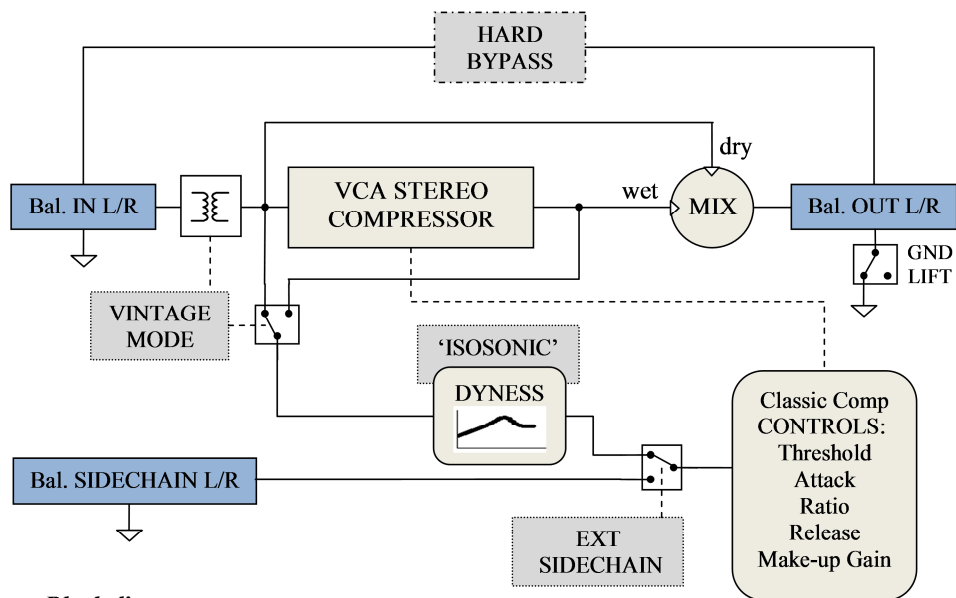 HARD
BYPASS
dry
Bal. IN L/R
VCA STEREO
COMPRESSOR
wet
MIX
Bal. OUT L/R
GND
LIFT
VINTAGE
MODE
'ISOSONIC'
DYNESS
Classic Comp
CONTROLS:
Threshold
Attack
Ratio
Release
Make-up Gain
Bal. SIDECHAIN L/R
EXT
SIDECHAIN